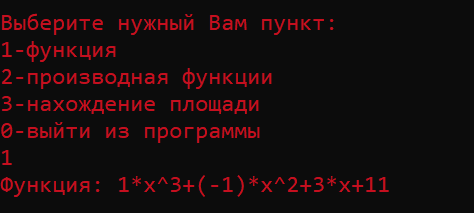 Выберите нужный Вам пункт:
1-функция
2-производная функции
3-нахождение площади
0-выйти из программы
1
Функция: 1*x^3+(-1)*x^2+3*x+11